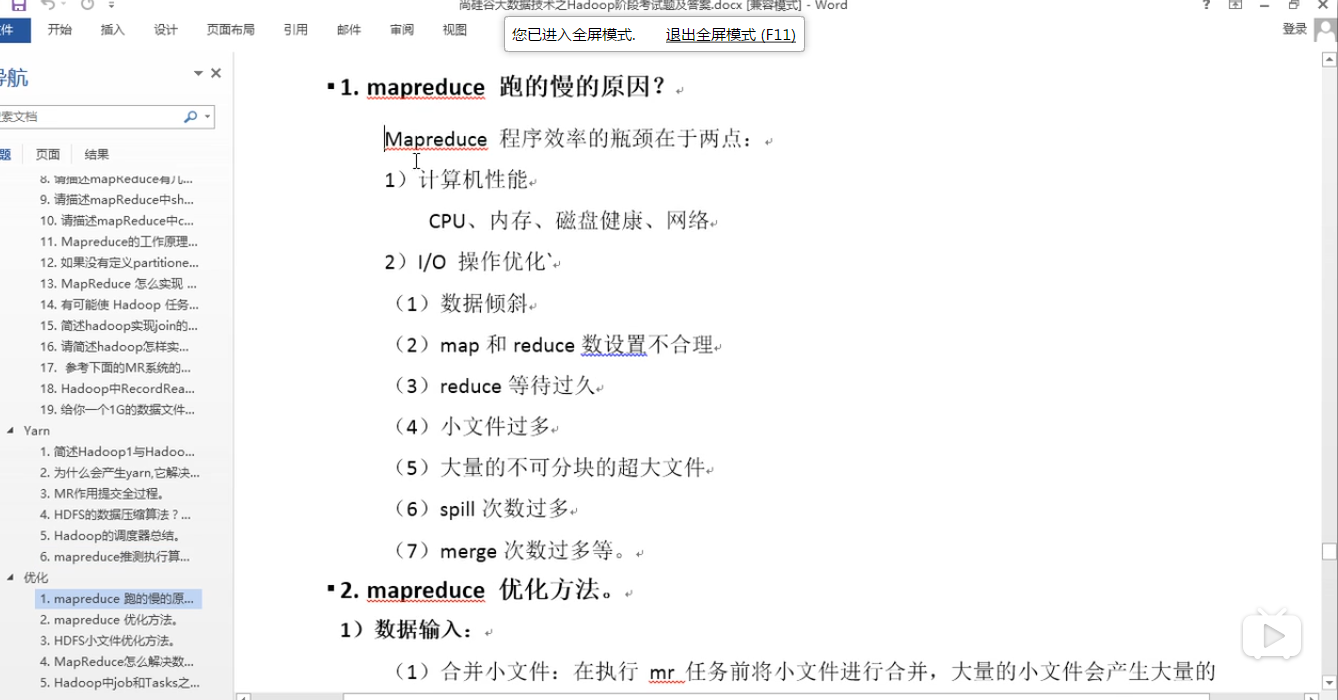 尚硅谷大数据技术之Hadoop阶段考试题及答案.docx [兼容模式] - Word
件 开始 插入 设计 页面布局 引用 邮件 审阅 视图 登录
您已进入全屏模式. 退出全屏模式 (F11)
导航
索文档
题 页面 结果
8. 请描述mapReduce有几...
9. 请描述mapReduce中sh...
10. 请描述mapReduce中c...
11. Mapreduce的工作原理...
12. 如果没有定义partitione...
13. MapReduce 怎么实现 ...
14. 有可能使 Hadoop 任务...
15. 简述hadoop实现join的...
16. 请简述hadoop怎样实...
17. 参考下面的MR系统的...
18. Hadoop中RecordRea...
19. 给你一个1G的数据文件...
Yarn
1. 简述Hadoop1与Hadoo...
2. 为什么会产生yarn,它解决...
3. MR作用提交全过程。
4. HDFS的数据压缩算法？...
5. Hadoop的调度器总结。
6. mapreduce推测执行算...
优化
1. mapreduce 跑的慢的原...
2. mapreduce 优化方法。
3. HDFS小文件优化方法。
4. MapReduce怎么解决数...
5. Hadoop中job和Tasks之...
1. mapreduce 跑的慢的原因？
Mapreduce 程序效率的瓶颈在于两点：
1）计算机性能
CPU、内存、磁盘健康、网络
2）I/O 操作优化`
（1）数据倾斜
（2）map 和 reduce 数设置不合理
（3）reduce 等待过久
（4）小文件过多
（5）大量的不可分块的超大文件
（6）spill 次数过多
（7）merge 次数过多等。
2. mapreduce 优化方法。
1）数据输入：
（1）合并小文件：在执行 mr 任务前将小文件进行合并，大量的小文件会产生大量的